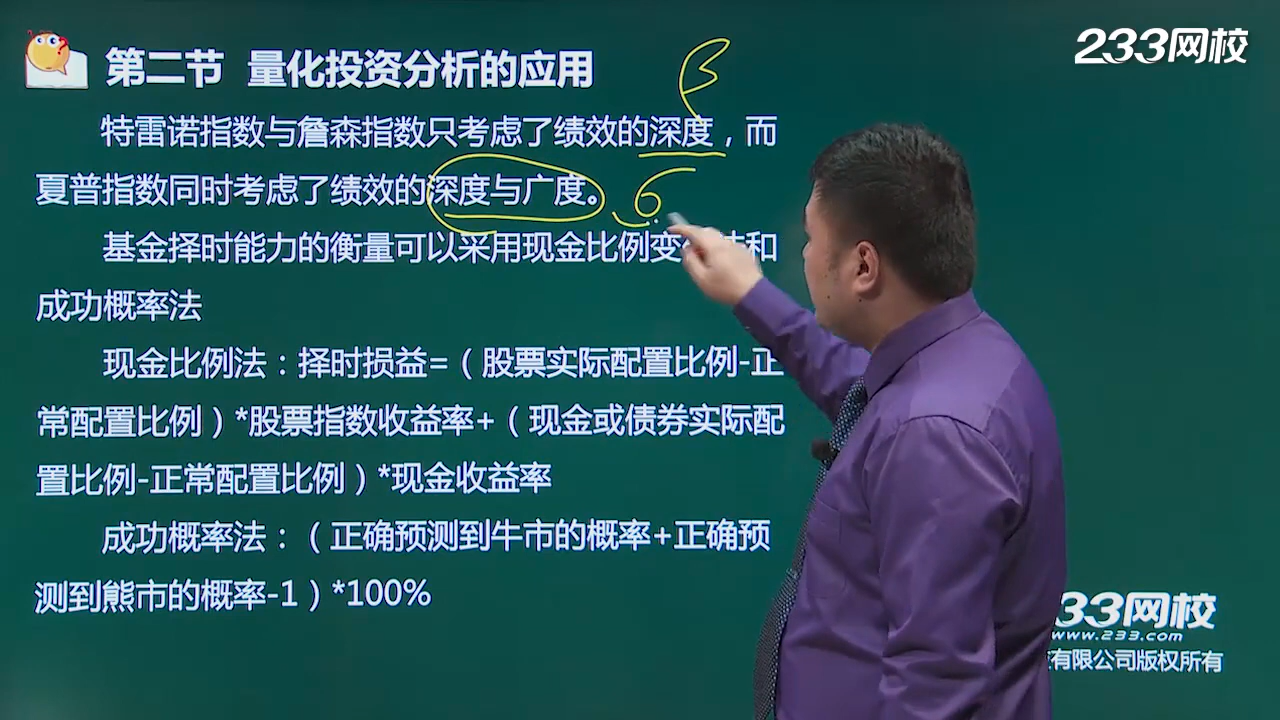 233网校
第二节 量化投资分析的应用
β
特雷诺指数与詹森指数只考虑了绩效的深度，而
夏普指数同时考虑了绩效的深度与广度。 σ
基金择时能力的衡量可以采用现金比例变和
成功概率法
现金比例法：择时损益=（股票实际配置比例-正
常配置比例）*股票指数收益率+（现金或债券实际配
置比例-正常配置比例）*现金收益率
成功概率法：（正确预测到牛市的概率+正确预
测到熊市的概率-1）*100%
33网校
www.233.com
有限公司版权所有